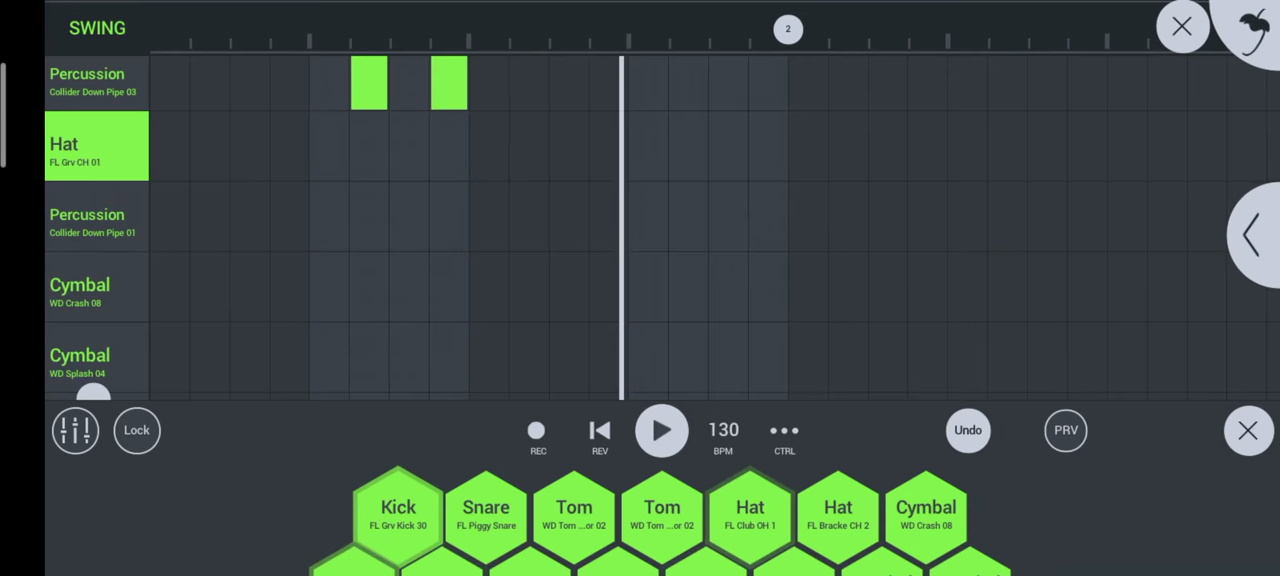 SWING
2
Percussion
Collider Down Pipe 03
Hat
FL Grv CH 01
Percussion
Collider Down Pipe 01
Cymbal
WD Crash 08
Cymbal
WD Splash 04
Lock
REC
REV
130
BPM
CTRL
Undo
PRV
Kick
FL Grv Kick 30
Snare
FL Piggy Snare
Tom
WD Tom ...or 02
Tom
WD Tom ...or 02
Hat
FL Club OH 1
Hat
FL Bracke CH 2
Cymbal
WD Crash 08